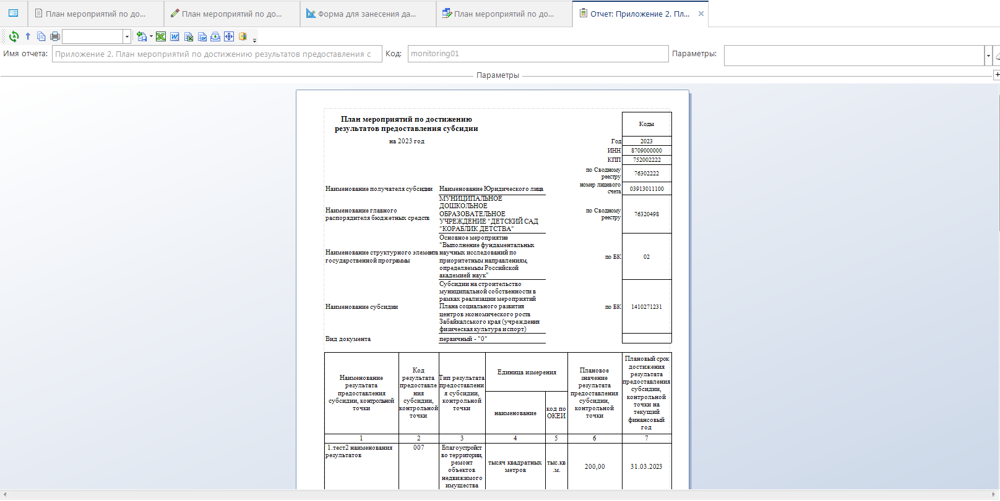 План мероприятий по до...
План мероприятий по до...
Форма для занесения да...
План мероприятий по до...
Отчет: Приложение 2. Пл...
Имя отчета:
Приложение 2. План мероприятий по достижению результатов предоставления с
Код:
monitoring01
Параметры:
Параметры
План мероприятий по достижению
результатов предоставления субсидии
на 2023 год
Коды
Год
2023
ИНН
8709000000
КПП
752002222
по Сводному
реестру
76302222
Наименование получателя субсидии
Наименование Юридического лица
номер лицевого
счета
03913011100
Наименование главного
распорядителя бюджетных средств
МУНИЦИПАЛЬНОЕ
ДОШКОЛЬНОЕ
ОБРАЗОВАТЕЛЬНОЕ
УЧРЕЖДЕНИЕ "ДЕТСКИЙ САД
"КОРАБЛИК ДЕТСТВА"
по Сводному
реестру
76320498
Наименование структурного элемента
государственной программы
Основное мероприятие
"Выполнение фундаментальных
научных исследований по
приоритетным направлениям,
определяемым Российской
академией наук"
по БК
02
Наименование субсидии
Субсидии на строительство
муниципальной собственности в
рамках реализации мероприятий
Плана социального развития
центров экономического роста
Забайкальского края (учреждения
физическая культура и спорт)
по БК
1410271231
Вид документа
первичный - "0"
Наименование
результата
предоставления
субсидии, контрольной
точки
Код
результата
предоставле
ния
субсидии,
контрольной
точки
Тип результата
предоставлени
я субсидии,
контрольной
точки
Единица измерения
наименование
код по
ОКЕИ
Плановое
значение
результата
предоставления
субсидии,
контрольной
точки
Плановый срок
достижения
результата
предоставления
субсидии,
контрольной
точки на
текущий
финансовый
год
1
2
3
4
5
6
7
1.тест2 наименования
результатов
007
Благоустройст
во территории,
ремонт
объектов
недвижимого
имущества
тысяч квадратных
метров
тыс.кв
.м.
200,00
31.03.2023